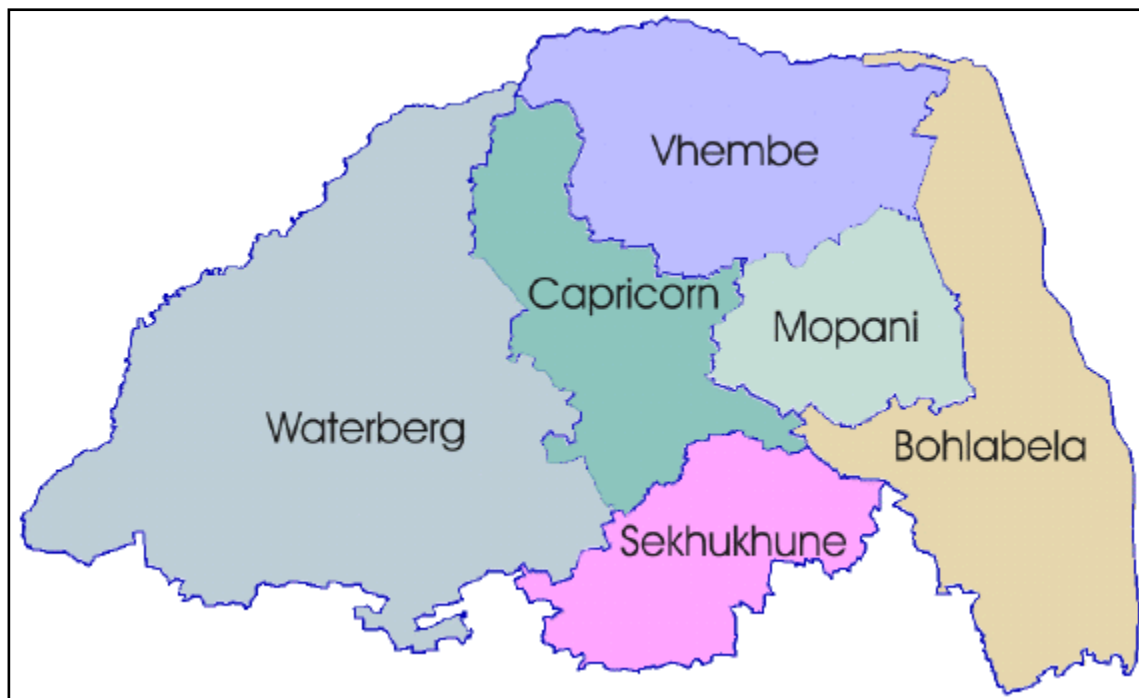 Vhembe
Capricorn
Mopani
Waterberg
Bohlabela
Sekhukhune